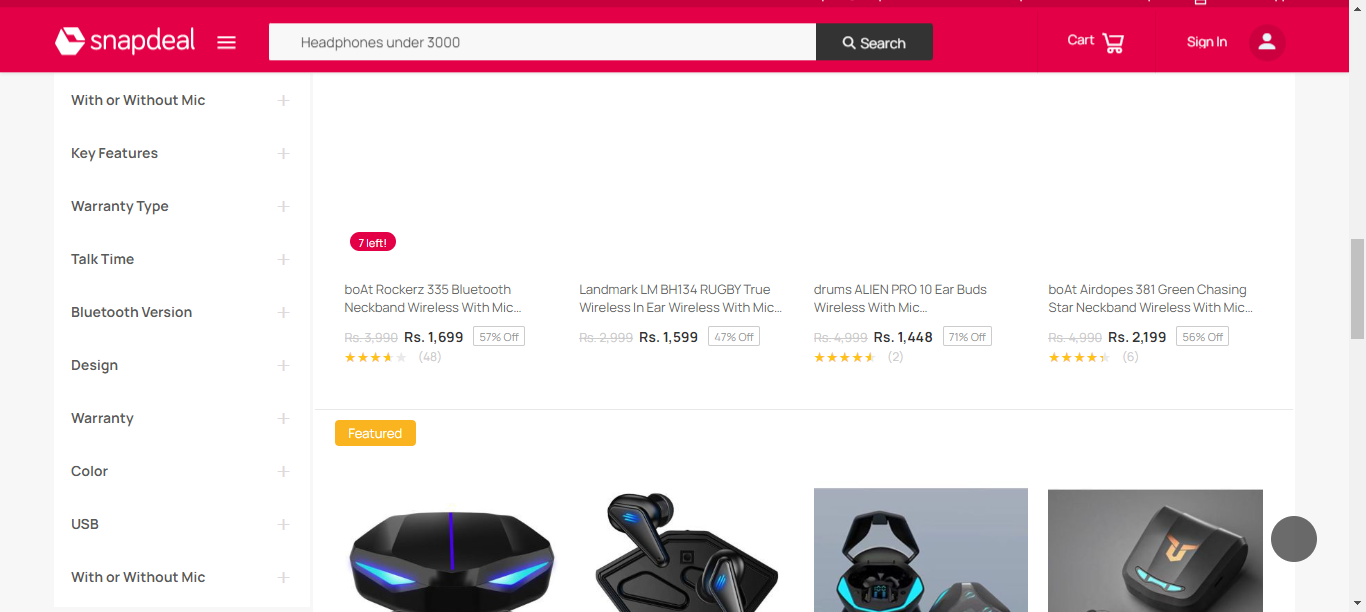 snapdeal
Headphones under 3000
Search
Cart
Sign In
With or Without Mic
Key Features
Warranty Type
Talk Time
Bluetooth Version
Design
Warranty
Color
USB
With or Without Mic
7 left!
boAt Rockerz 335 Bluetooth
Neckband Wireless With Mic...
Rs. 3,990 Rs. 1,699 57% Off
(48)
Landmark LM BH134 RUGBY True
Wireless In Ear Wireless With Mic...
Rs. 2,999 Rs. 1,599 47% Off
drums ALIEN PRO 10 Ear Buds
Wireless With Mic...
Rs. 4,999 Rs. 1,448 71% Off
(2)
boAt Airdopes 381 Green Chasing
Star Neckband Wireless With Mic...
Rs. 4,990 Rs. 2,199 56% Off
(6)
Featured